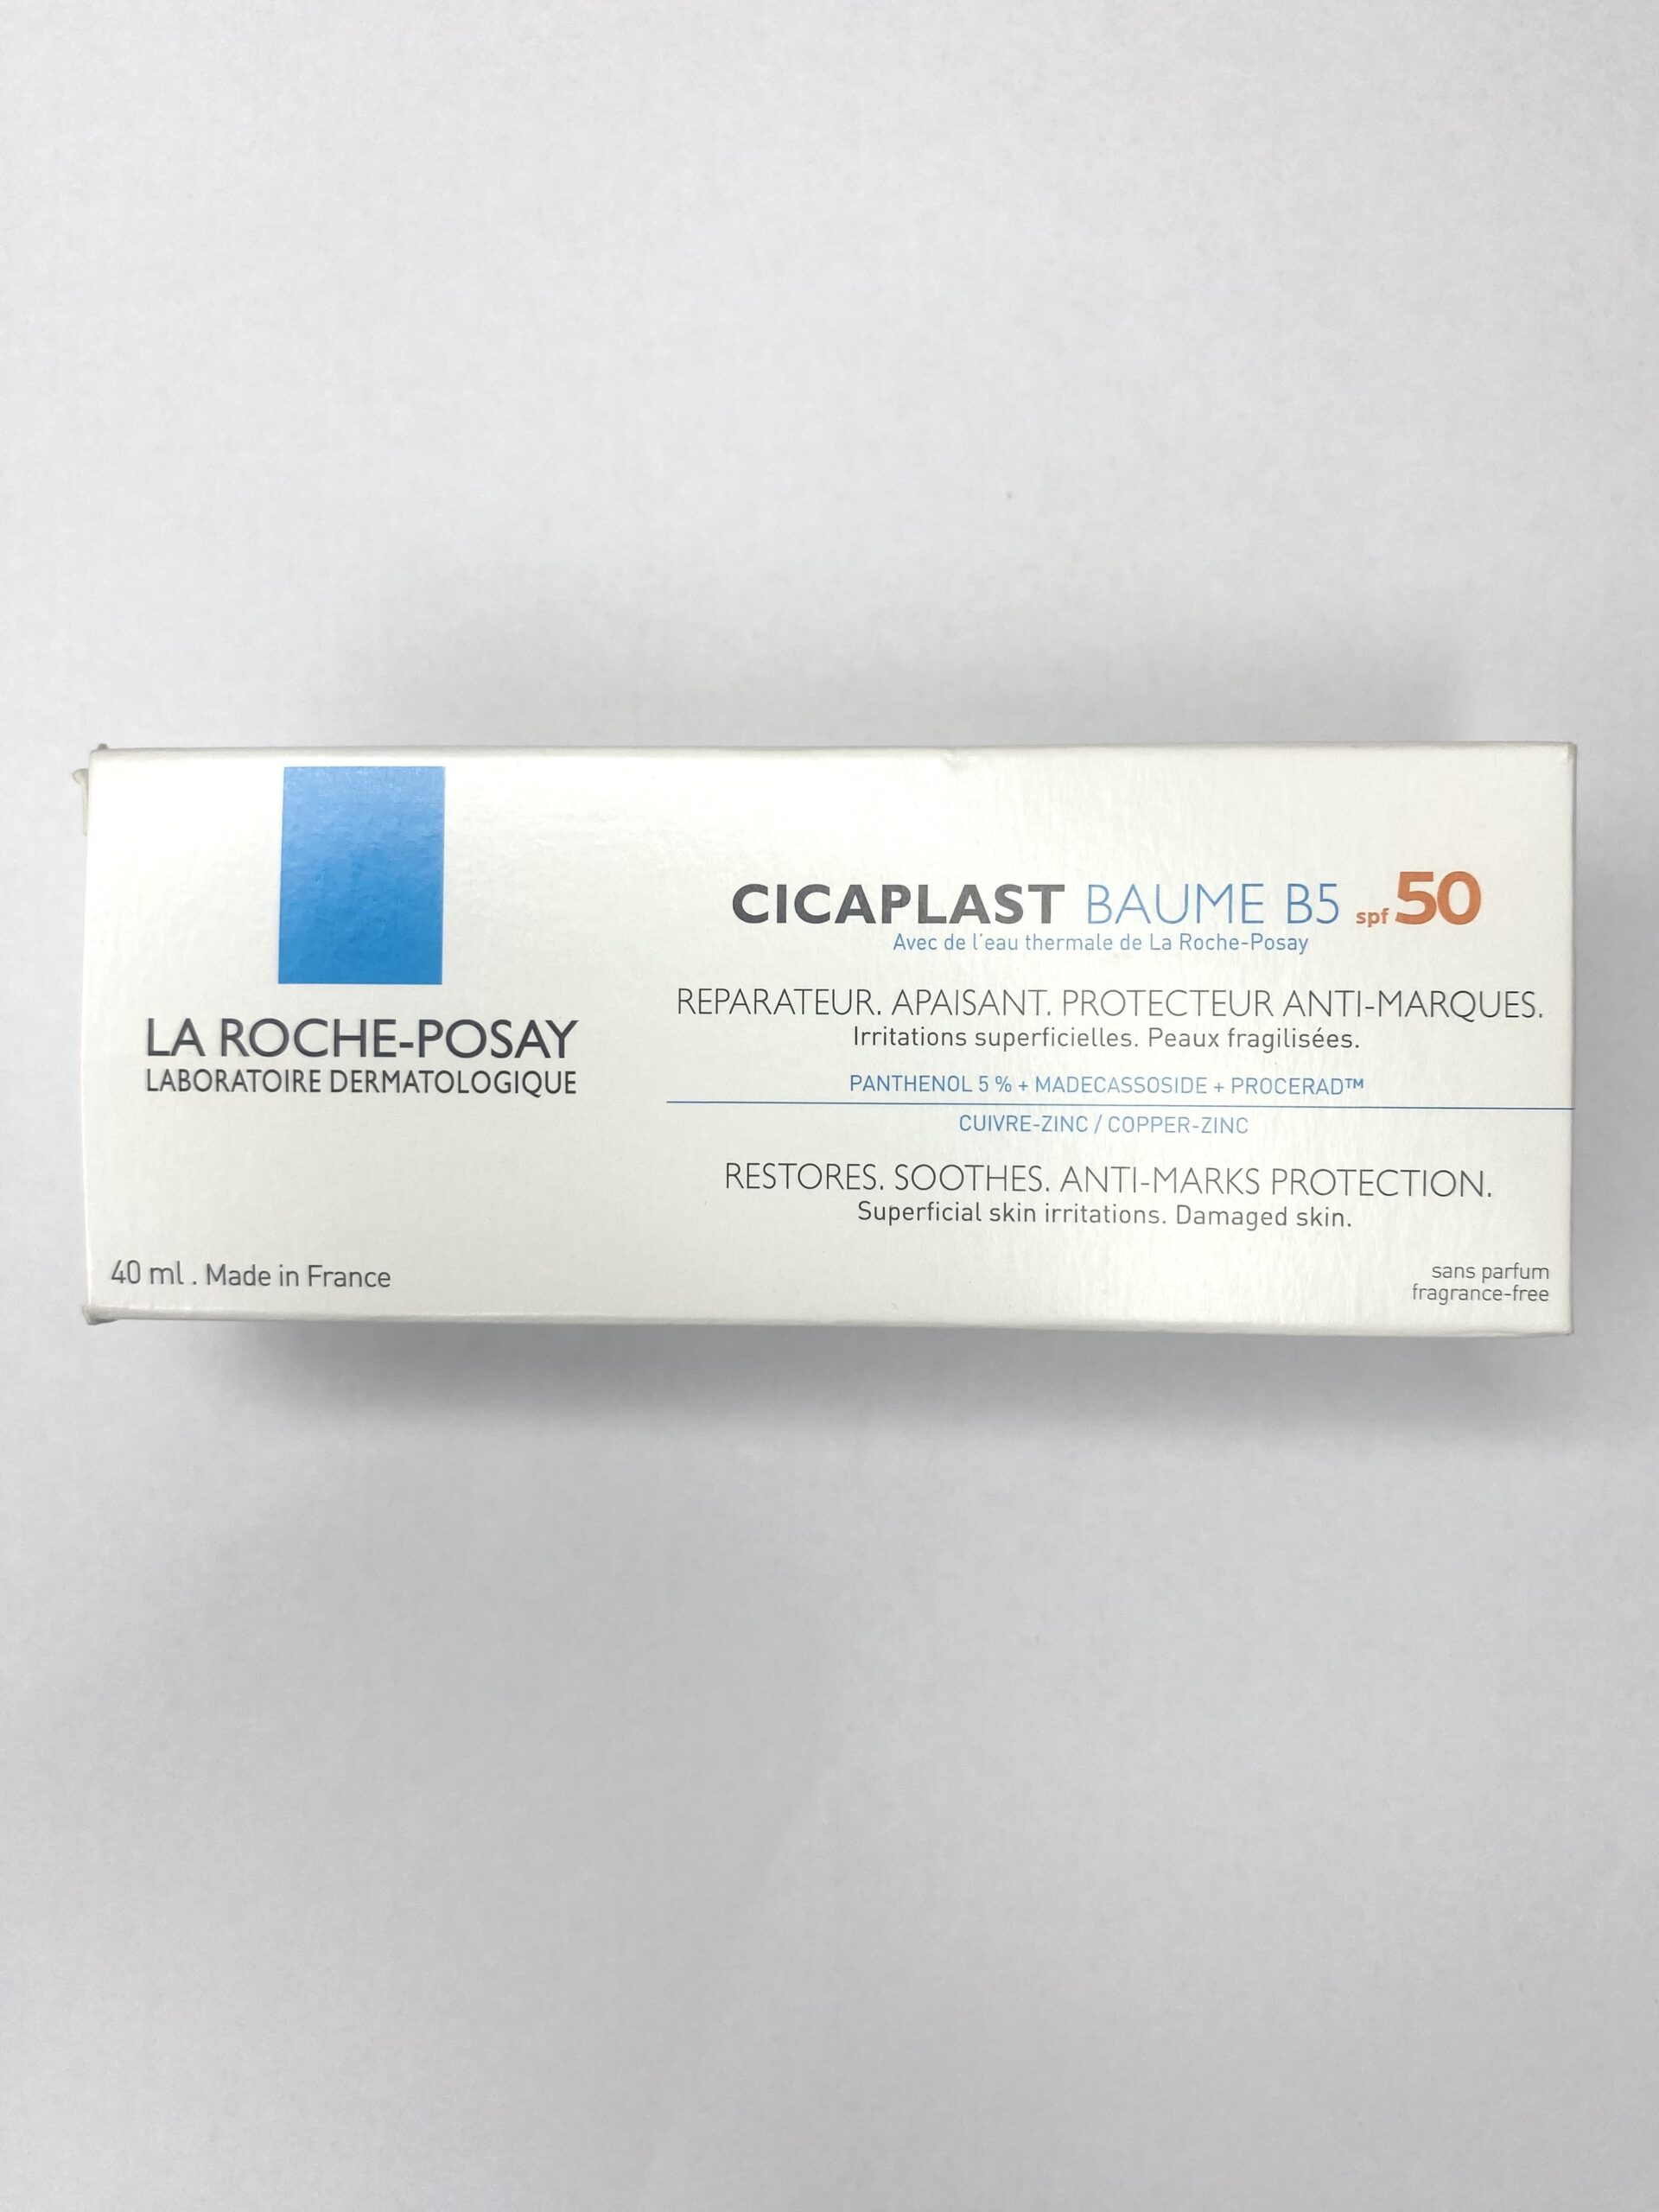 LA ROCHE-POSAY
LABORATOIRE DERMATOLOGIQUE
40 ml . Made in France
CICAPLAST BAUME B5 spf 50
Avec de l'eau thermale de La Roche-Posay
REPARATEUR. APAISANT. PROTECTEUR ANTI-MARQUES.
Irritations superficielles. Peaux fragilisées.
PANTHENOL 5 % + MADECASSOSIDE + PROCERAD™
CUIVRE-ZINC / COPPER-ZINC
RESTORES. SOOTHES. ANTI-MARKS PROTECTION.
Superficial skin irritations. Damaged skin.
sans parfum
fragrance-free